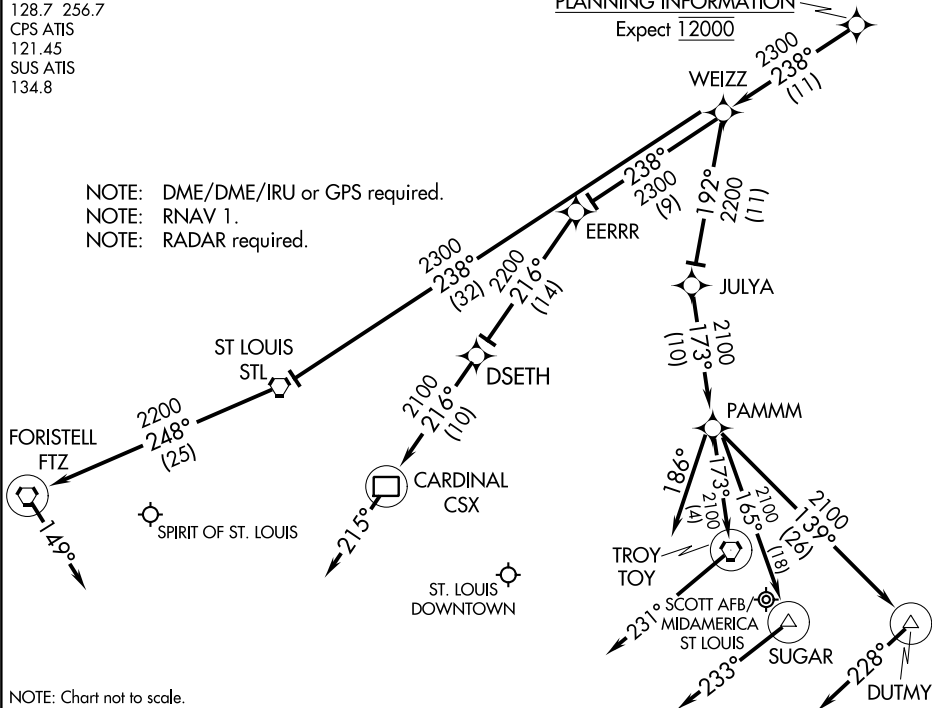 128.7 256.7
CPS ATIS
121.45
SUS ATIS
134.8
PLANNING INFORMATION
Expect 12000
2300
238°
(11)
WEIZZ
NOTE: DME/DME/IRU or GPS required.
NOTE: RNAV 1.
NOTE: RADAR required.
238°
2300
(9)
192°
2200
(11)
EERRR
2300
238°
(32)
2200
216°
(14)
JULYA
ST LOUIS
STL
DSETH
2100
173°
(10)
2200
248°
(25)
2100
216°
(10)
PAMMM
FORISTELL
FTZ
CARDINAL
CSX
186°
173°
2100
(4)
2100
165°
(18)
2100
139°
(26)
149°
SPIRIT OF ST. LOUIS
215°
TROY
TOY
ST. LOUIS
DOWNTOWN
231°
SCOTT AFB/
MIDAMERICA
ST LOUIS
SUGAR
233°
228°
DUTMY
NOTE: Chart not to scale.